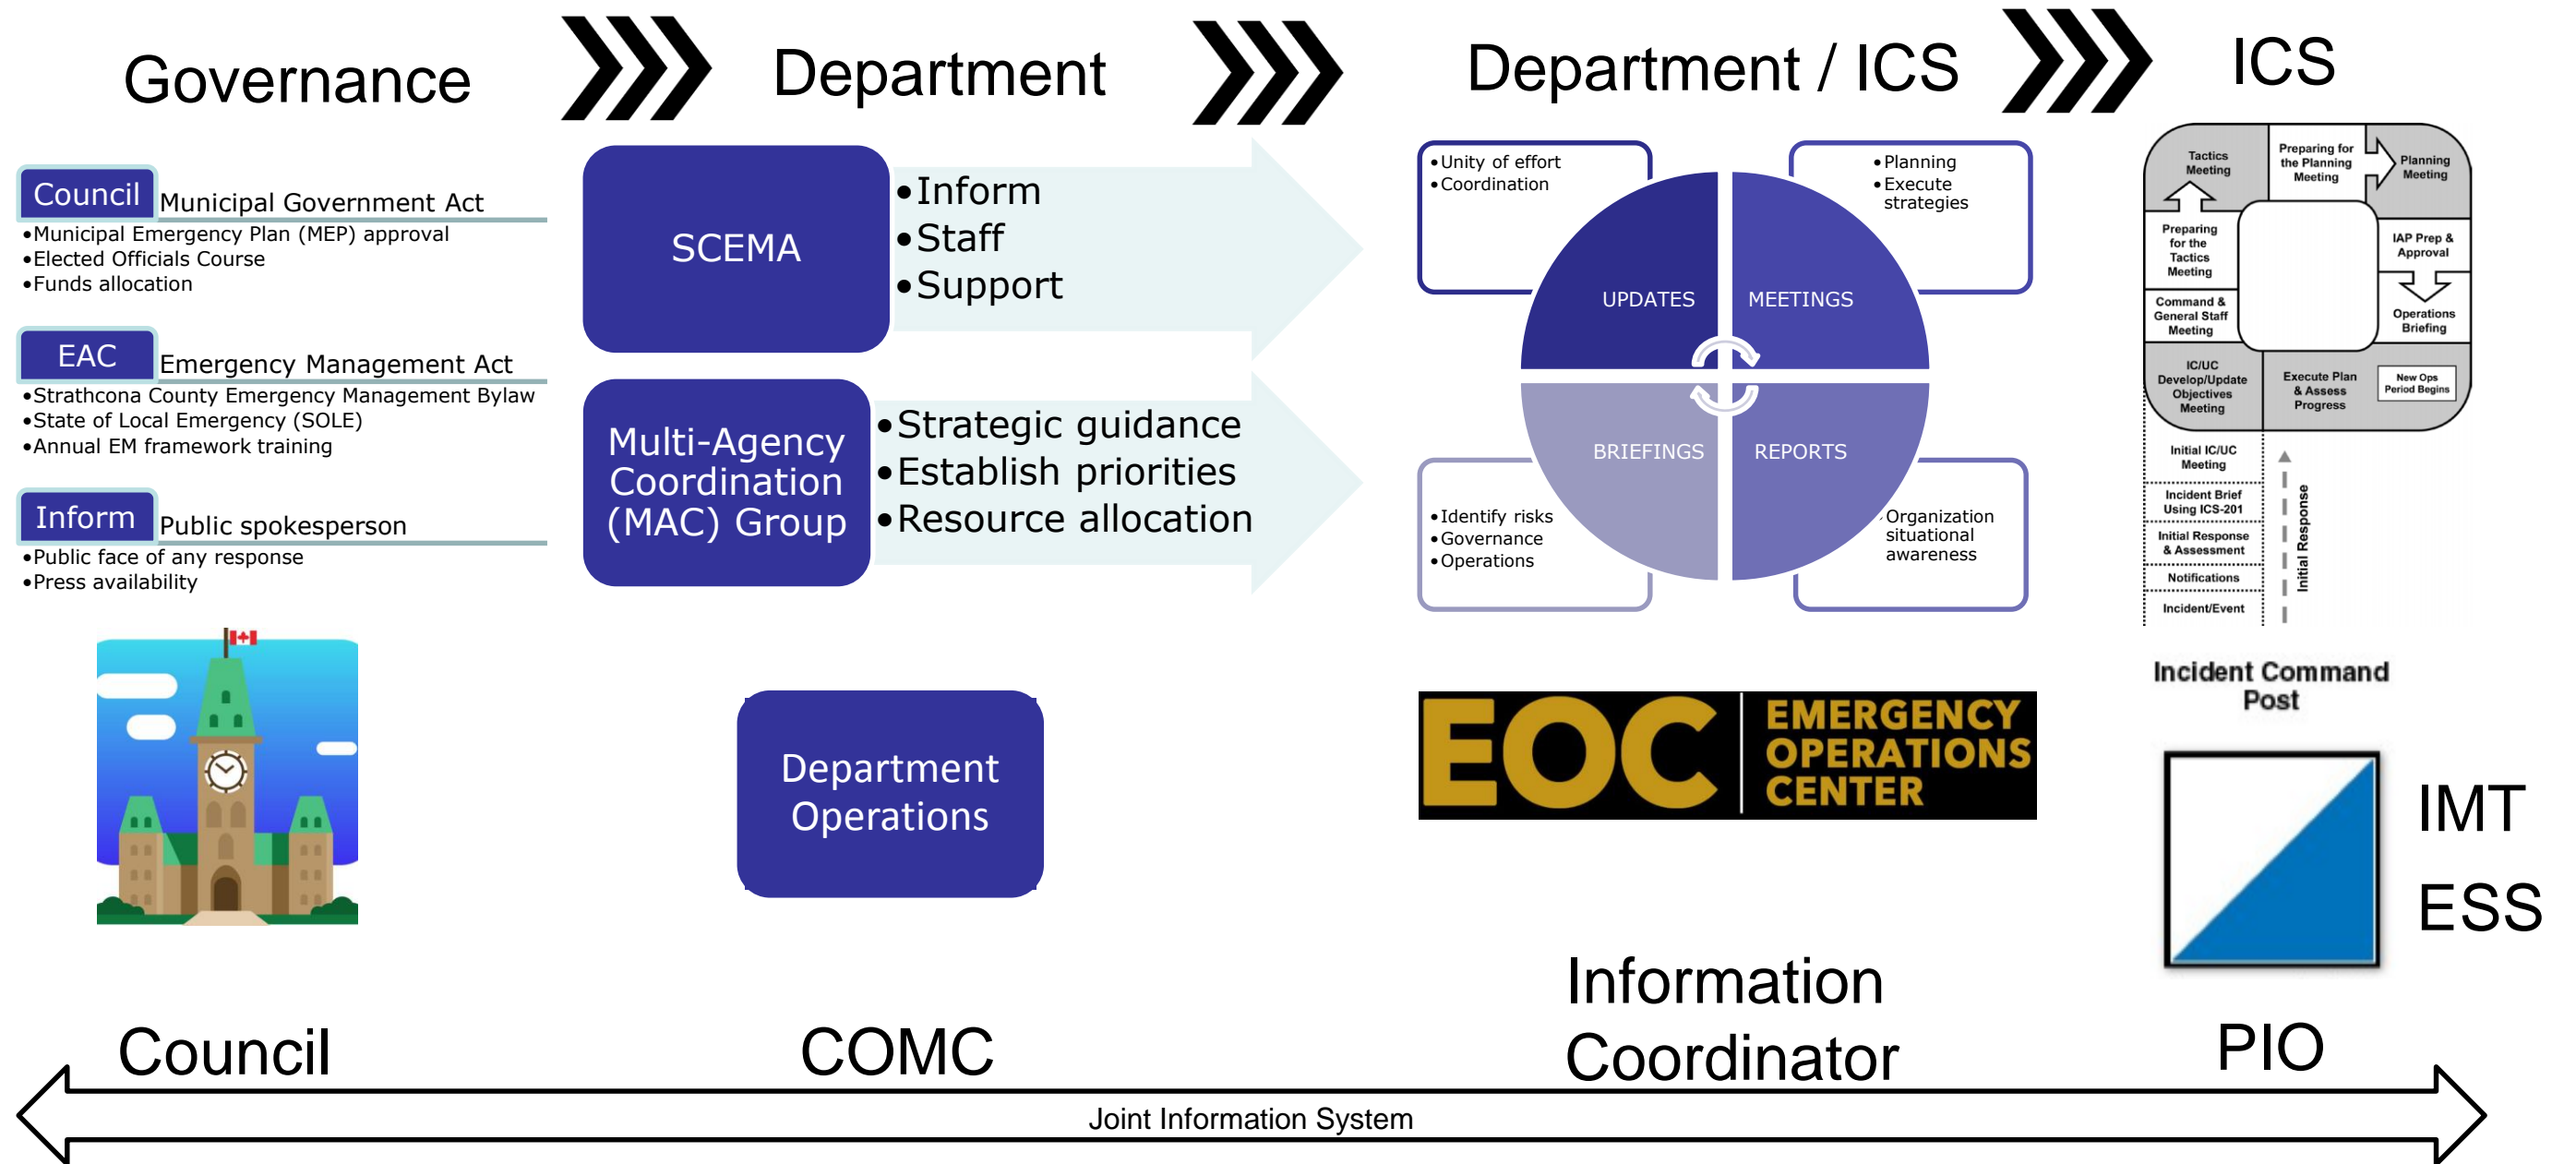 Governance
Department
Department / ICS
ICS
Council
Municipal Government Act
•Municipal Emergency Plan (MEP) approval
•Elected Officials Course
•Funds allocation
EAC
Emergency Management Act
•Strathcona County Emergency Management Bylaw
•State of Local Emergency (SOLE)
•Annual EM framework training
Inform
Public spokesperson
•Public face of any response
•Press availability
SCEMA
•Inform
•Staff
•Support
Multi-Agency
Coordination
(MAC) Group
•Strategic guidance
•Establish priorities
•Resource allocation
Department
Operations
•Unity of effort
•Coordination
•Planning
•Execute
strategies
UPDATES
MEETINGS
BRIEFINGS
REPORTS
•Identify risks
•Governance
•Operations
Organization
situational
awareness
EOC
EMERGENCY
OPERATIONS
CENTER
Tactics
Meeting
Preparing for
the Planning
Meeting
Planning
Meeting
Preparing
for the
Tactics
Meeting
IAP Prep &
Approval
Command &
General Staff
Meeting
Operations
Briefing
IC/UC
Develop/Update
Objectives
Meeting
Execute Plan
& Assess
Progress
New Ops
Period Begins
Initial IC/UC
Meeting
Incident Brief
Using ICS-201
Initial Response
& Assessment
Notifications
Incident/Event
Initial Response
Incident Command
Post
IMT
ESS
Council
COMC
Information
Coordinator
PIO
Joint Information System